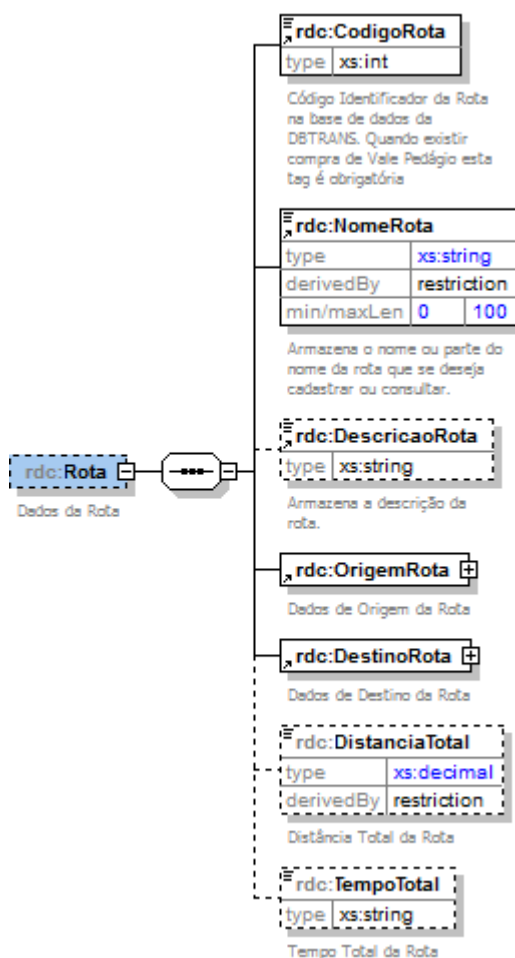 rdc:CodigoRota
type xs:int
Código Identificador da Rota
na base de dados da
DBTRANS. Quando existir
compra de Vale Pedágio esta
tag é obrigatória
rdc:NomeRota
type xs:string
derivedBy restriction
min/maxLen 0 100
Armazena o nome ou parte do
nome da rota que se deseja
cadastrar ou consultar.
rdc:DescricaoRota
type xs:string
Armazena a descrição da
rota.
rdc:Rota
Dados da Rota
rdc:OrigemRota
Dados de Origem da Rota
rdc:DestinoRota
Dados de Destino da Rota
rdc:DistanciaTotal
type xs:decimal
derivedBy restriction
Distância Total da Rota
rdc:TempoTotal
type xs:string
Tempo Total da Rota